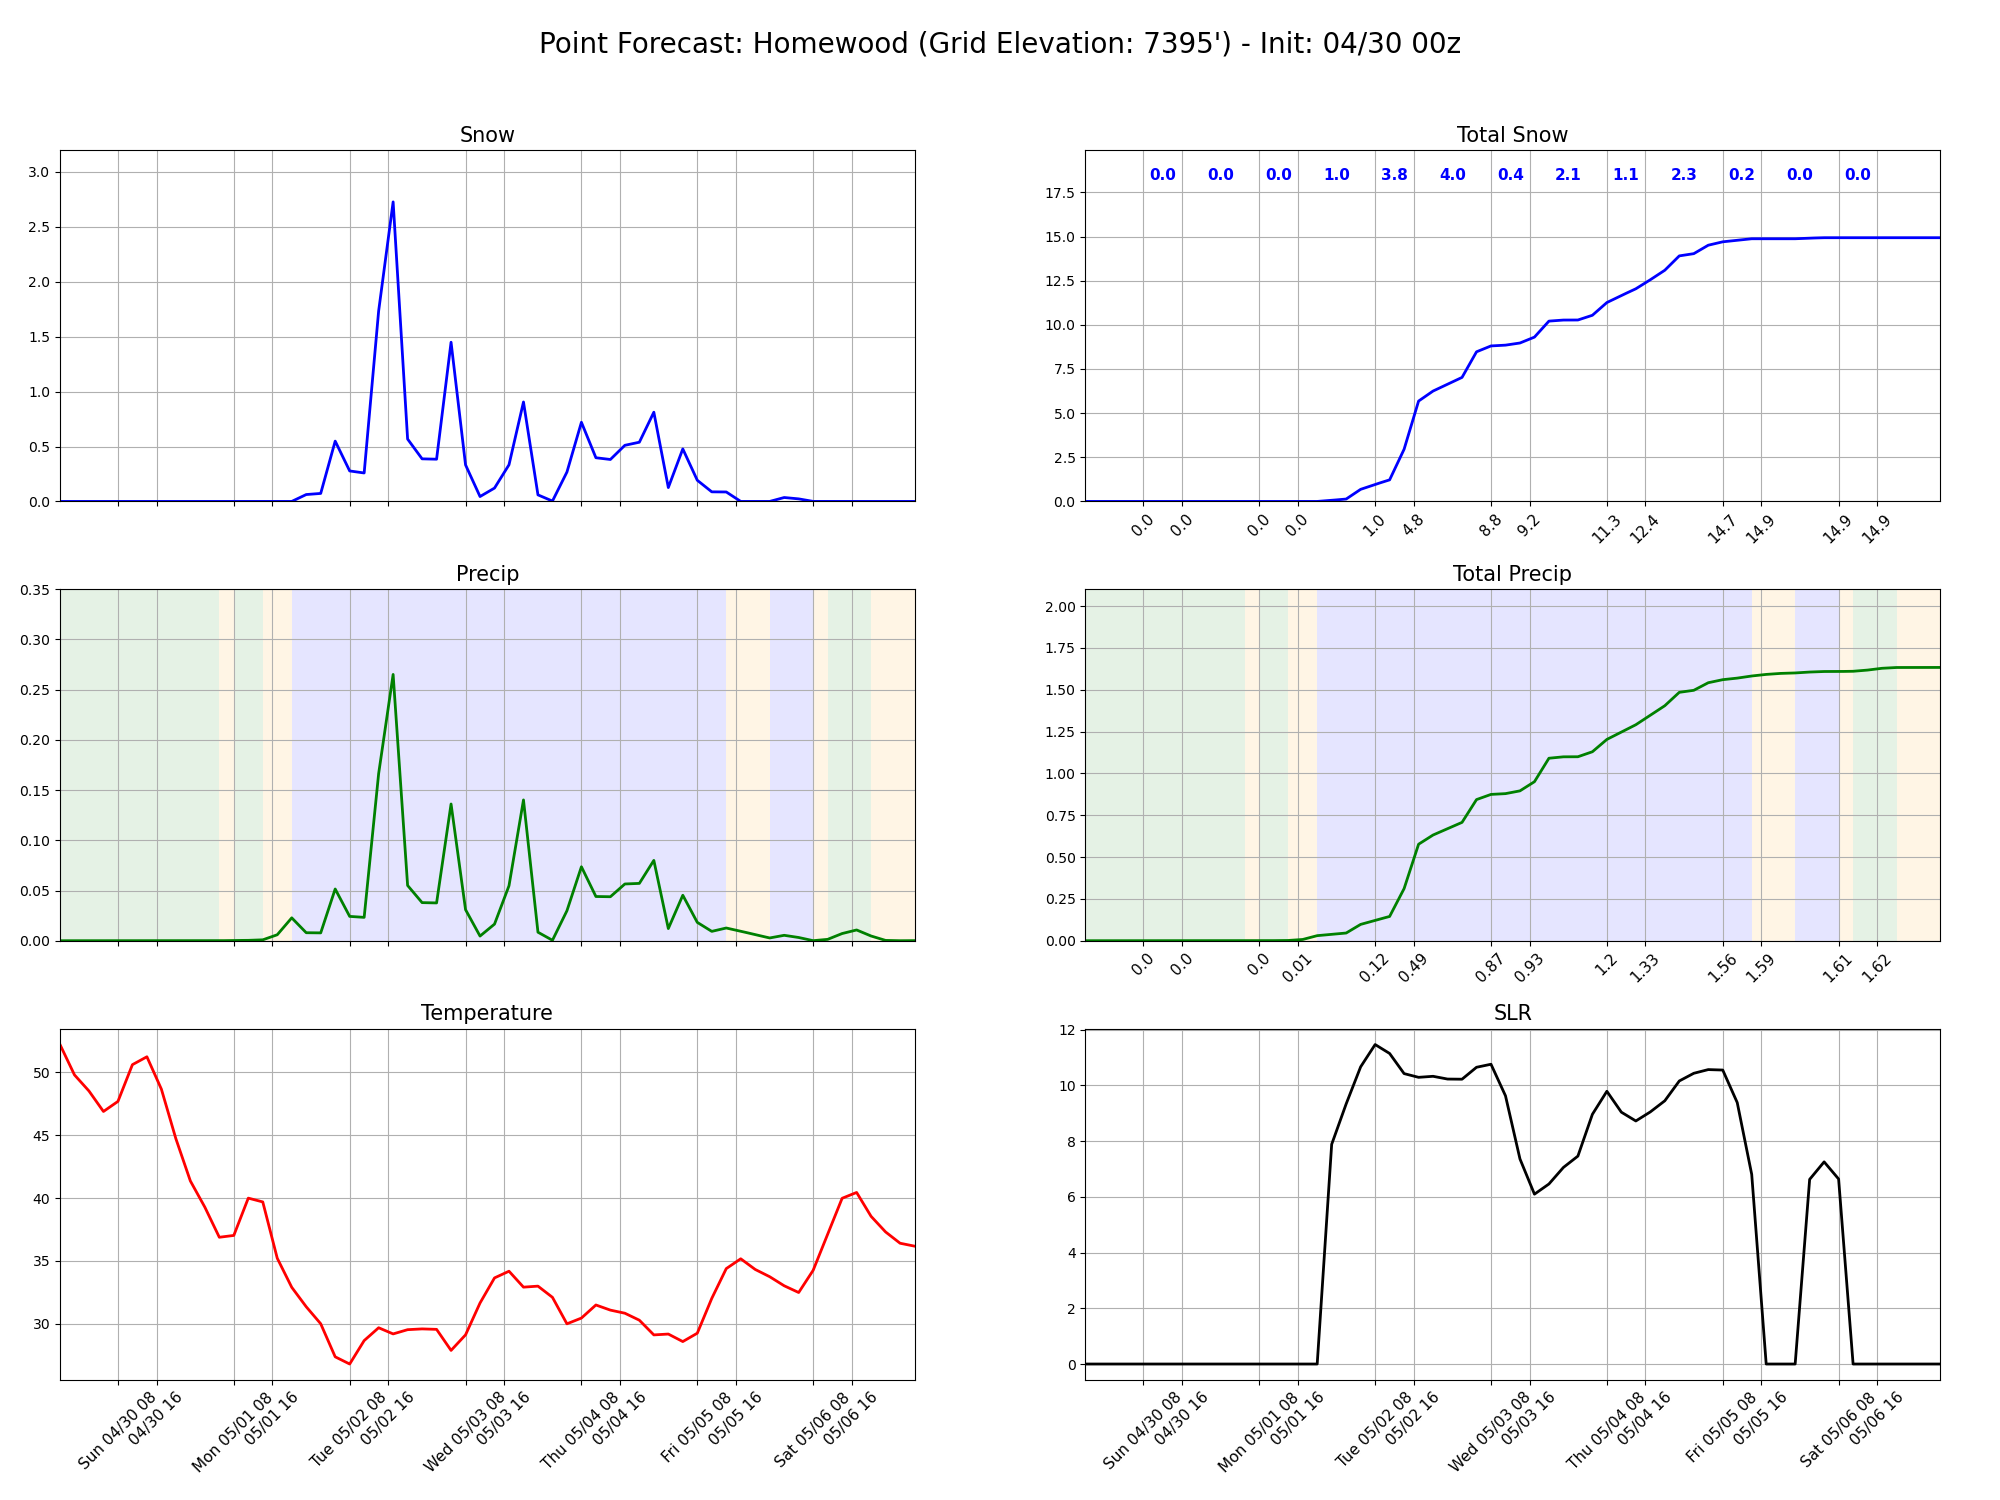 Point Forecast: Homewood (Grid Elevation: 7395') - Init: 04/30 00z
Snow
3.0
2.5
2.0
1.5
1.0
0.5
0.0
Total Snow
0.0 0.0 0.0 1.0 3.8 4.0 0.4 2.1 1.1 2.3 0.2 0.0 0.0
17.5
15.0
12.5
10.0
7.5
5.0
2.5
0.0
0.0 0.0 0.0 0.0 1.0 4.8 8.8 9.2 11.3 12.4 14.7 14.9 14.9 14.9
Precip
0.35
0.30
0.25
0.20
0.15
0.10
0.05
0.00
Total Precip
2.00
1.75
1.50
1.25
1.00
0.75
0.50
0.25
0.00
0.0 0.0 0.0 0.01 0.12 0.49 0.87 0.93 1.2 1.33 1.56 1.59 1.61 1.62
Temperature
50
45
40
35
30
Sun 04/30 08
04/30 16
Mon 05/01 08
05/01 16
Tue 05/02 08
05/02 16
Wed 05/03 08
05/03 16
Thu 05/04 08
05/04 16
Fri 05/05 08
05/05 16
Sat 05/06 08
05/06 16
SLR
12
10
8
6
4
2
0
Sun 04/30 08
04/30 16
Mon 05/01 08
05/01 16
Tue 05/02 08
05/02 16
Wed 05/03 08
05/03 16
Thu 05/04 08
05/04 16
Fri 05/05 08
05/05 16
Sat 05/06 08
05/06 16